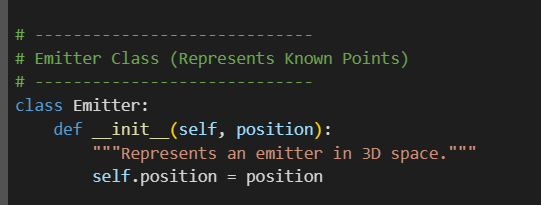 # -----------------------------
# Emitter Class (Represents Known Points)
# -----------------------------
class Emitter:
    def __init__(self, position):
        """Represents an emitter in 3D space."""
        self.position = position